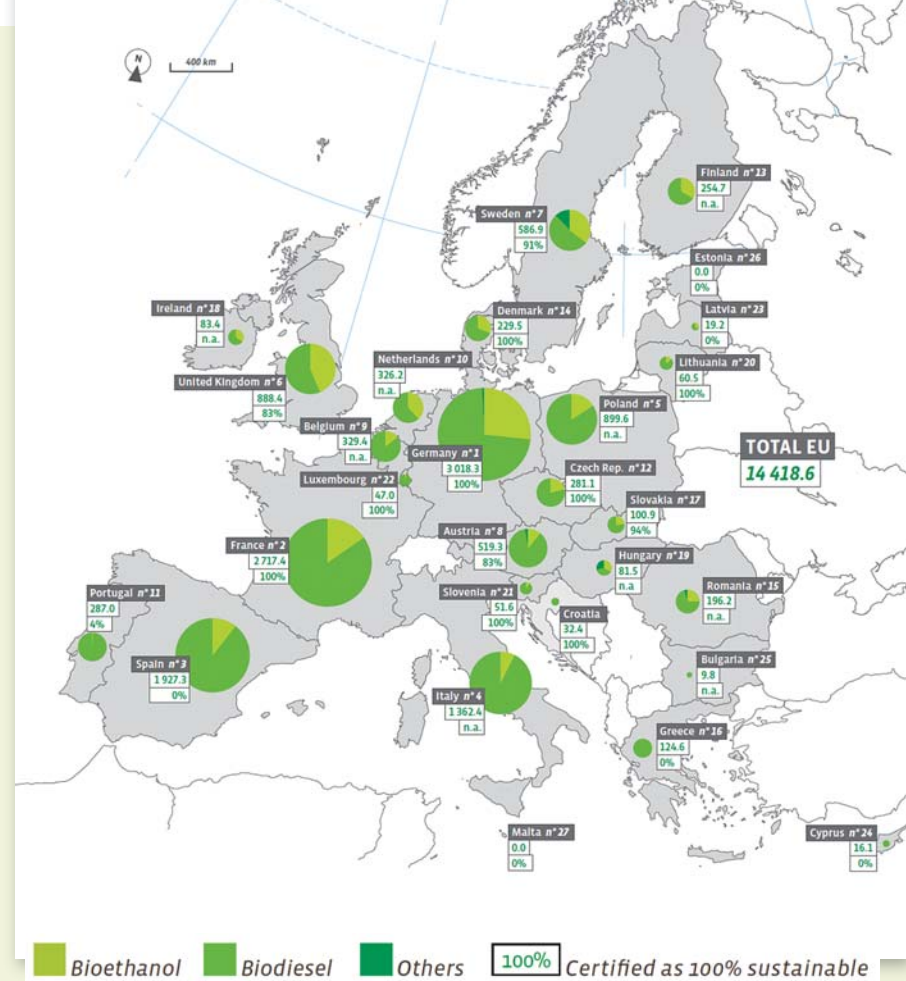 N
400 km
Finland n°13
254.7
n.a.
Sweden n°7
586.9
91%
Estonia n°26
0.0
0%
Ireland n°18
83.4
n.a.
Denmark n°14
229.5
100%
Latvia n°23
19.2
0%
Netherlands n°10
326.2
n.a.
Lithuania n°20
60.5
100%
United Kingdom n°6
888.4
83%
Poland n°5
899.6
n.a.
Belgium n°9
329.4
n.a.
TOTAL EU
14 418.6
Germany n°1
3 018.3
100%
Czech Rep. n°12
281.1
100%
Luxembourg n°22
47.0
100%
Slovakia n°17
100.9
94%
Austria n°8
519.3
83%
France n°2
2 717.4
100%
Hungary n°19
81.5
n.a
Romania n°15
196.2
n.a.
Portugal n°11
287.0
4%
Slovenia n°21
51.6
100%
Croatia
32.4
100%
Spain n°3
1 927.3
0%
Bulgaria n°25
9.8
n.a.
Italy n°4
1 362.4
n.a.
Greece n°16
124.6
0%
Malta n°27
0.0
0%
Cyprus n°24
16.1
0%
Bioethanol
Biodiesel
Others
100% Certified as 100% sustainable